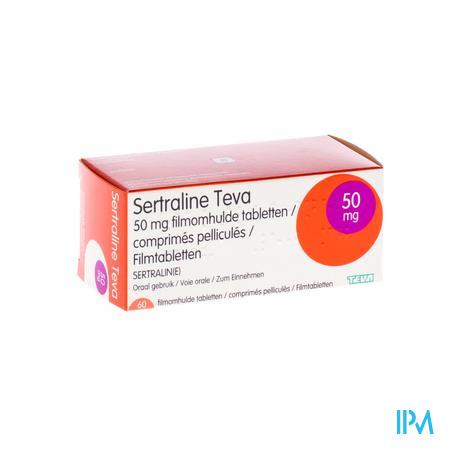 Sertraline Teva
50 mg filmomhulde tabletten /
comprimés pelliculés /
Filmtabletten
SERTRALIN(E)
Oraal gebruik / Voie orale / Zum Einnehmen
60 filmomhulde tabletten / comprimés pelliculés / Filmtabletten
50
mg
TEVA
Sertraline Teva
50
mg
IPM